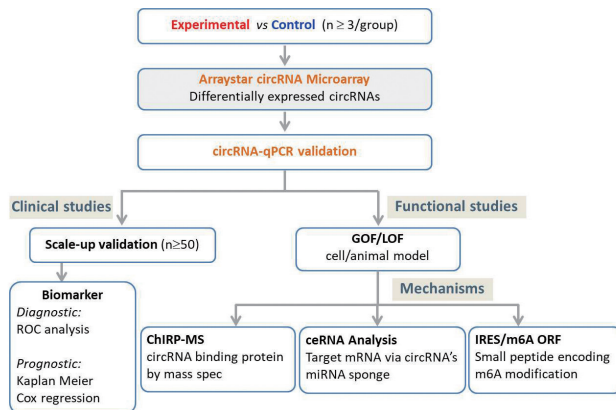 Experimental vs Control (n ≥ 3/group)
Arraystar circRNA Microarray
Differentially expressed circRNAs
circRNA-qPCR validation
Clinical studies
Functional studies
Scale-up validation (n≥50)
GOF/LOF
cell/animal model
Mechanisms
Biomarker
Diagnostic:
ROC analysis
Prognostic:
Kaplan Meier
Cox regression
ChIRP-MS
circRNA binding protein
by mass spec
ceRNA Analysis
Target mRNA via circRNA's
miRNA sponge
IRES/m6A ORF
Small peptide encoding
m6A modification